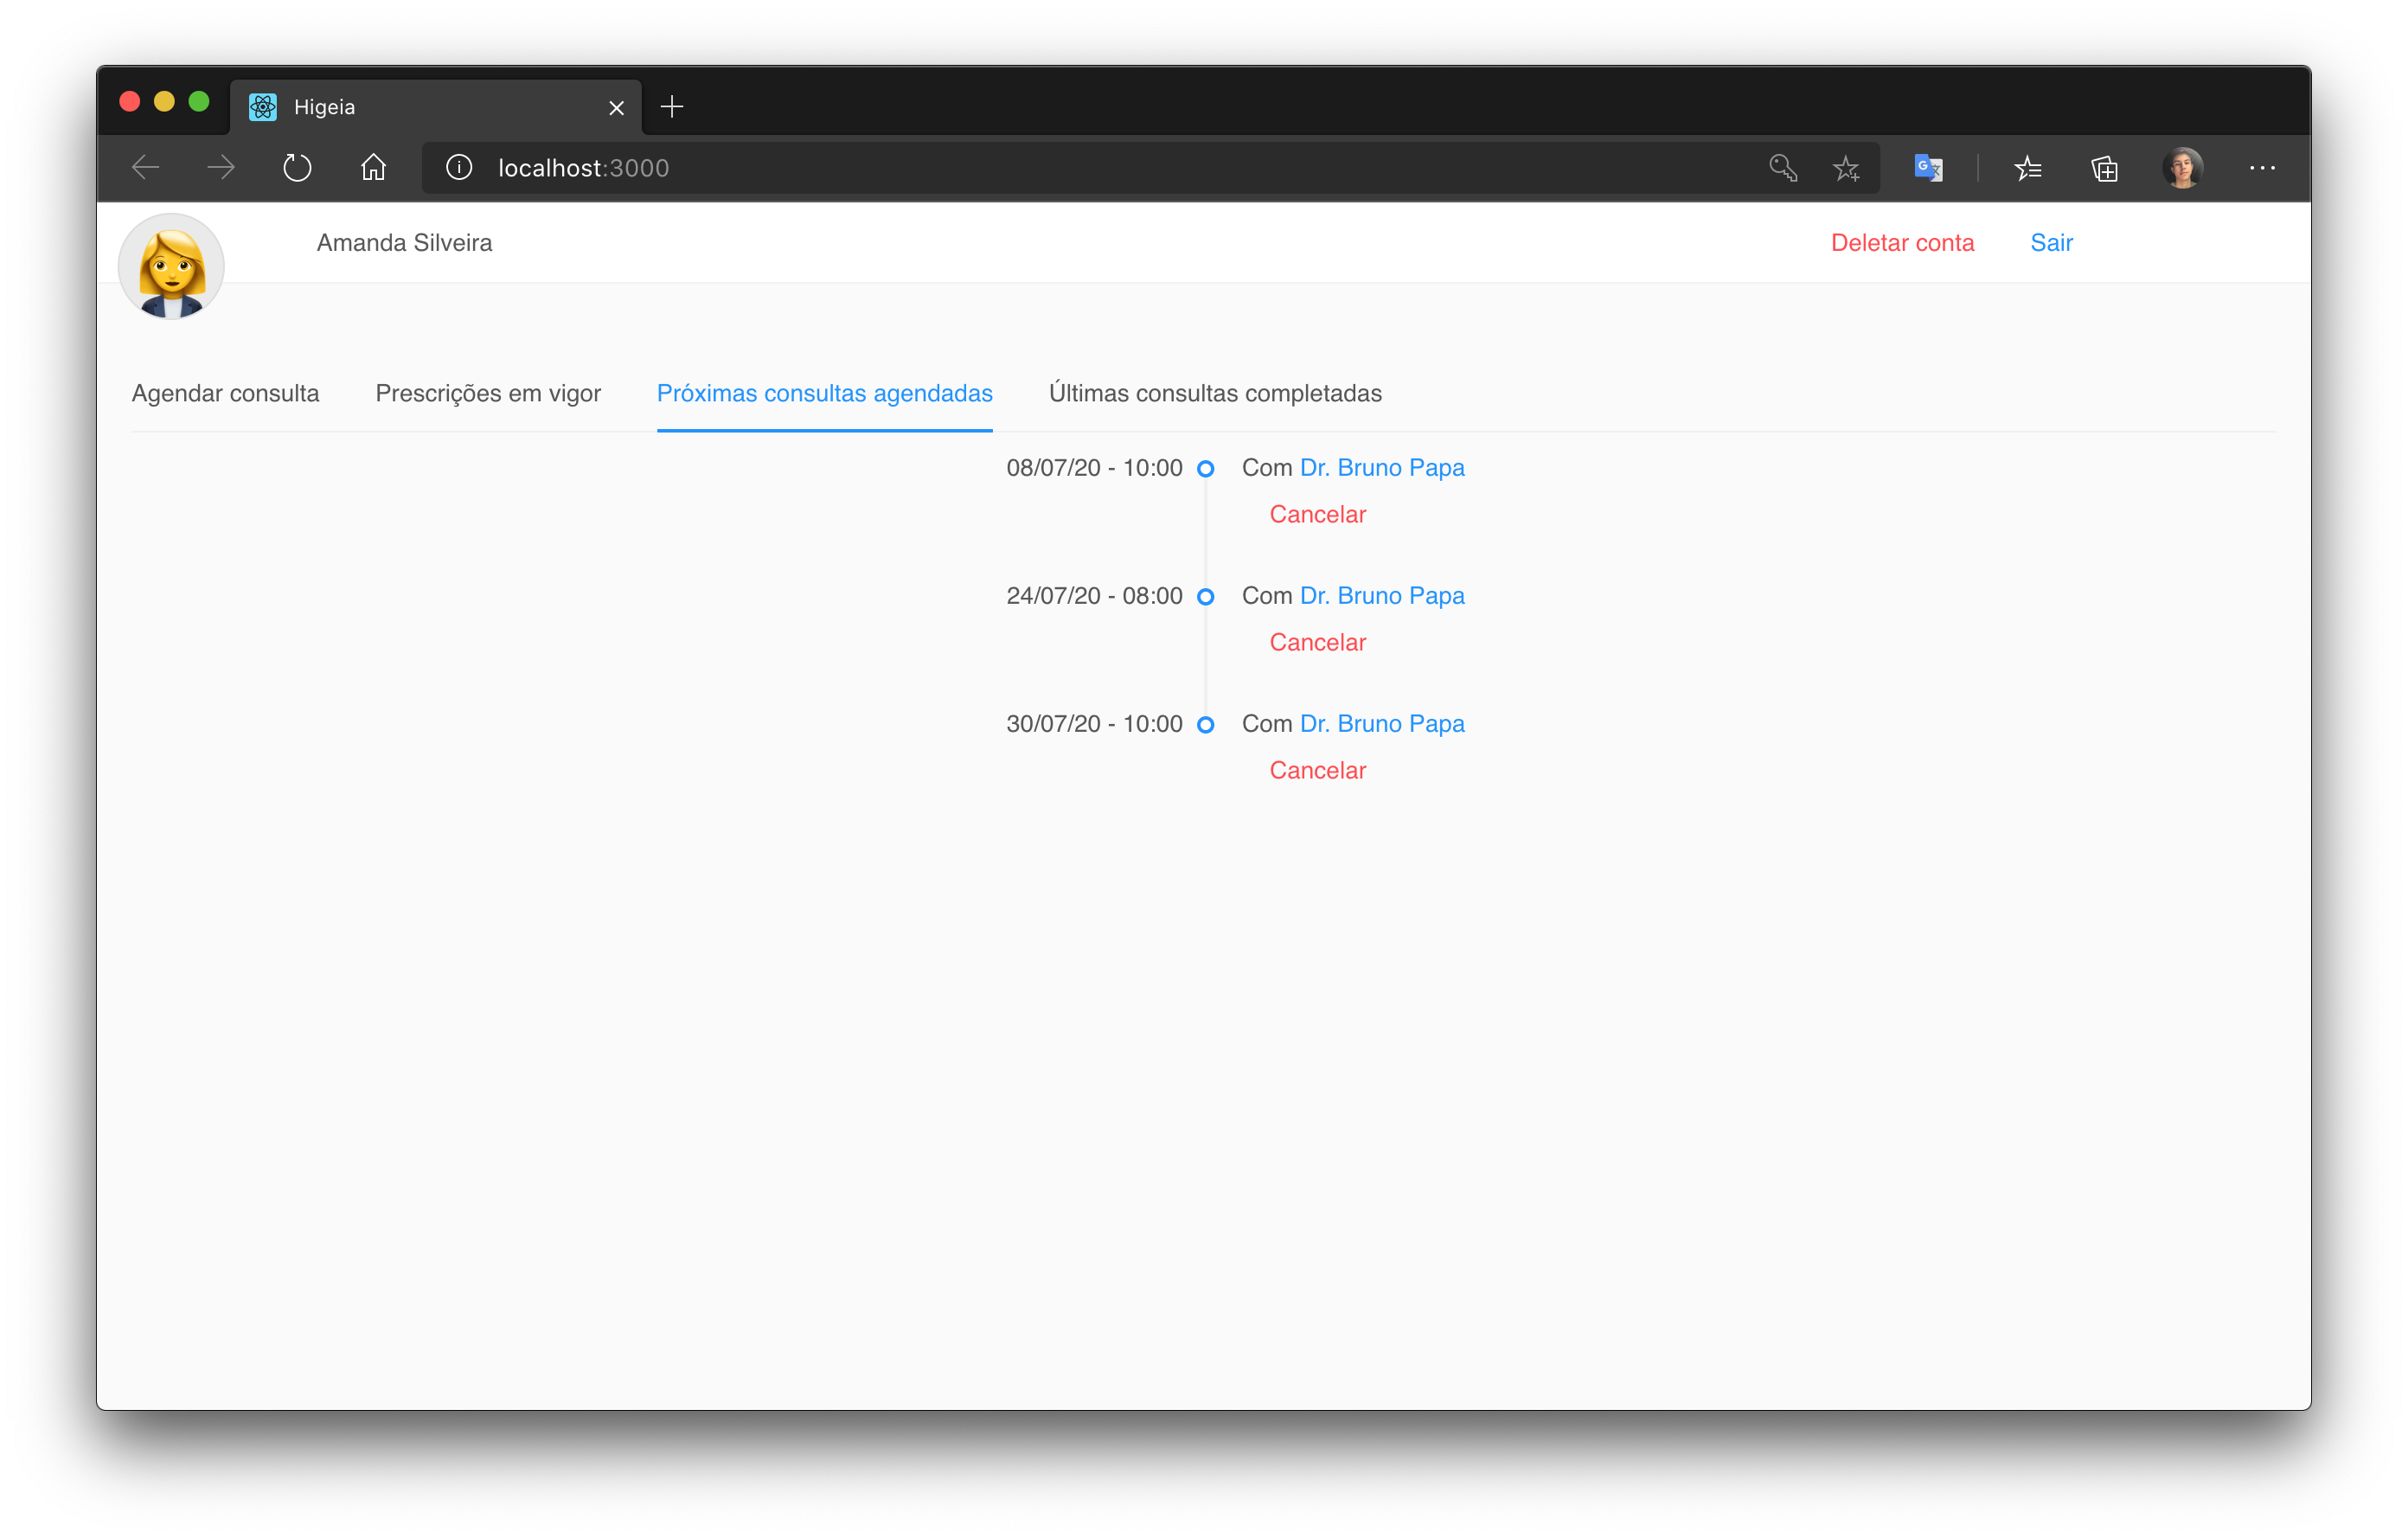 Higeia
localhost:3000
Amanda Silveira Deletar conta Sair
Agendar consulta Prescrições em vigor Próximas consultas agendadas Últimas consultas completadas
08/07/20 - 10:00 Com Dr. Bruno Papa
Cancelar
24/07/20 - 08:00 Com Dr. Bruno Papa
Cancelar
30/07/20 - 10:00 Com Dr. Bruno Papa
Cancelar